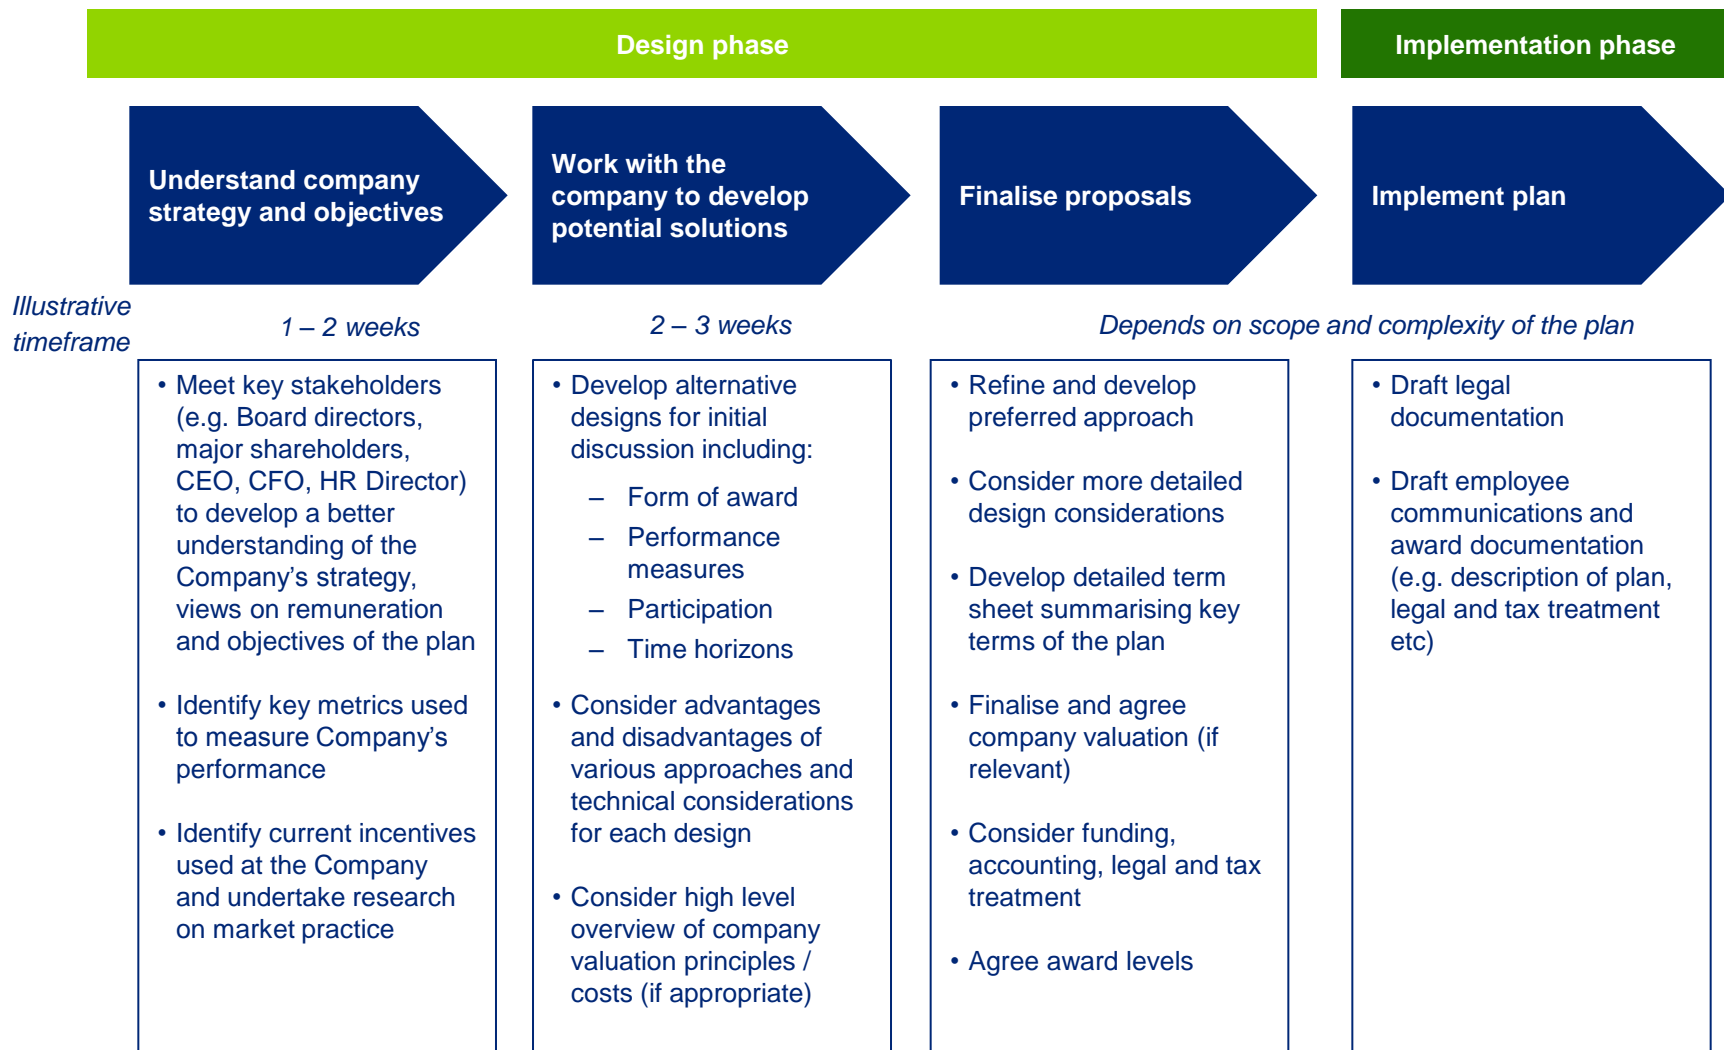 Design phase
Implementation phase
Understand company
strategy and objectives
Work with the
company to develop
potential solutions
Finalise proposals
Implement plan
Illustrative
timeframe
1 – 2 weeks
2 – 3 weeks
Depends on scope and complexity of the plan
• Meet key stakeholders
(e.g. Board directors,
major shareholders,
CEO, CFO, HR Director)
to develop a better
understanding of the
Company’s strategy,
views on remuneration
and objectives of the plan
• Identify key metrics used
to measure Company’s
performance
• Identify current incentives
used at the Company
and undertake research
on market practice
• Develop alternative
designs for initial
discussion including:
– Form of award
– Performance
measures
– Participation
– Time horizons
• Consider advantages
and disadvantages of
various approaches and
technical considerations
for each design
• Consider high level
overview of company
valuation principles /
costs (if appropriate)
• Refine and develop
preferred approach
• Consider more detailed
design considerations
• Develop detailed term
sheet summarising key
terms of the plan
• Finalise and agree
company valuation (if
relevant)
• Consider funding,
accounting, legal and tax
treatment
• Agree award levels
• Draft legal
documentation
• Draft employee
communications and
award documentation
(e.g. description of plan,
legal and tax treatment
etc)